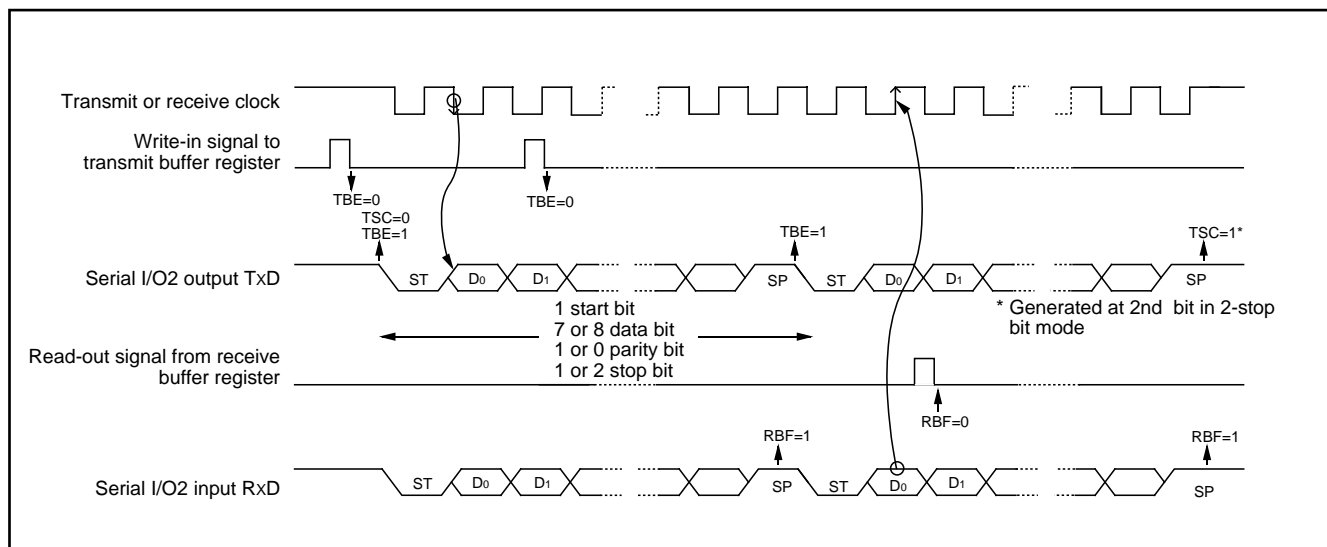 Transmit or receive clock
Write-in signal to
transmit buffer register
TBE=0
TSC=0
TBE=1
TBE=0
TBE=1
TSC=1*
Serial I/O2 output TxD
ST
D0
D1
SP
ST
D0
D1
SP
* Generated at 2nd bit in 2-stop
bit mode
1 start bit
7 or 8 data bit
1 or 0 parity bit
1 or 2 stop bit
Read-out signal from receive
buffer register
RBF=0
RBF=1
RBF=1
Serial I/O2 input RxD
ST
D0
D1
SP
ST
D0
D1
SP